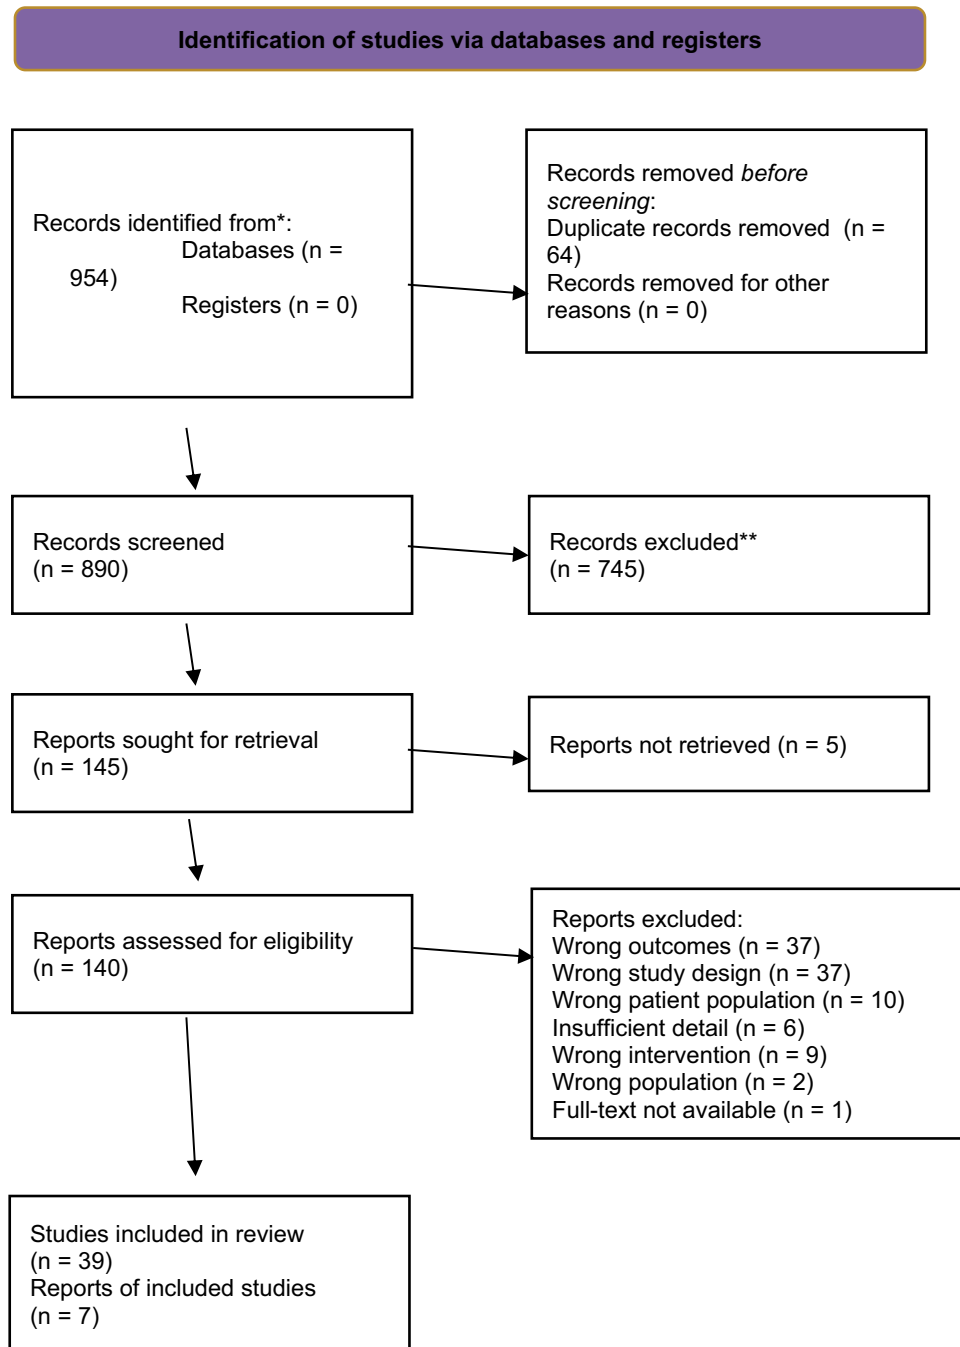 Identification of studies via databases and registers
Records identified from*:
Databases (n =
954)
Registers (n = 0)
Records removed before
screening:
Duplicate records removed  (n =
64)
Records removed for other
reasons (n = 0)
Records screened
(n = 890)
Records excluded**
(n = 745)
Reports sought for retrieval
(n = 145)
Reports not retrieved (n = 5)
Reports assessed for eligibility
(n = 140)
Reports excluded:
Wrong outcomes (n = 37)
Wrong study design (n = 37)
Wrong patient population (n = 10)
Insufficient detail (n = 6)
Wrong intervention (n = 9)
Wrong population (n = 2)
Full-text not available (n = 1)
Studies included in review
(n = 39)
Reports of included studies
(n = 7)